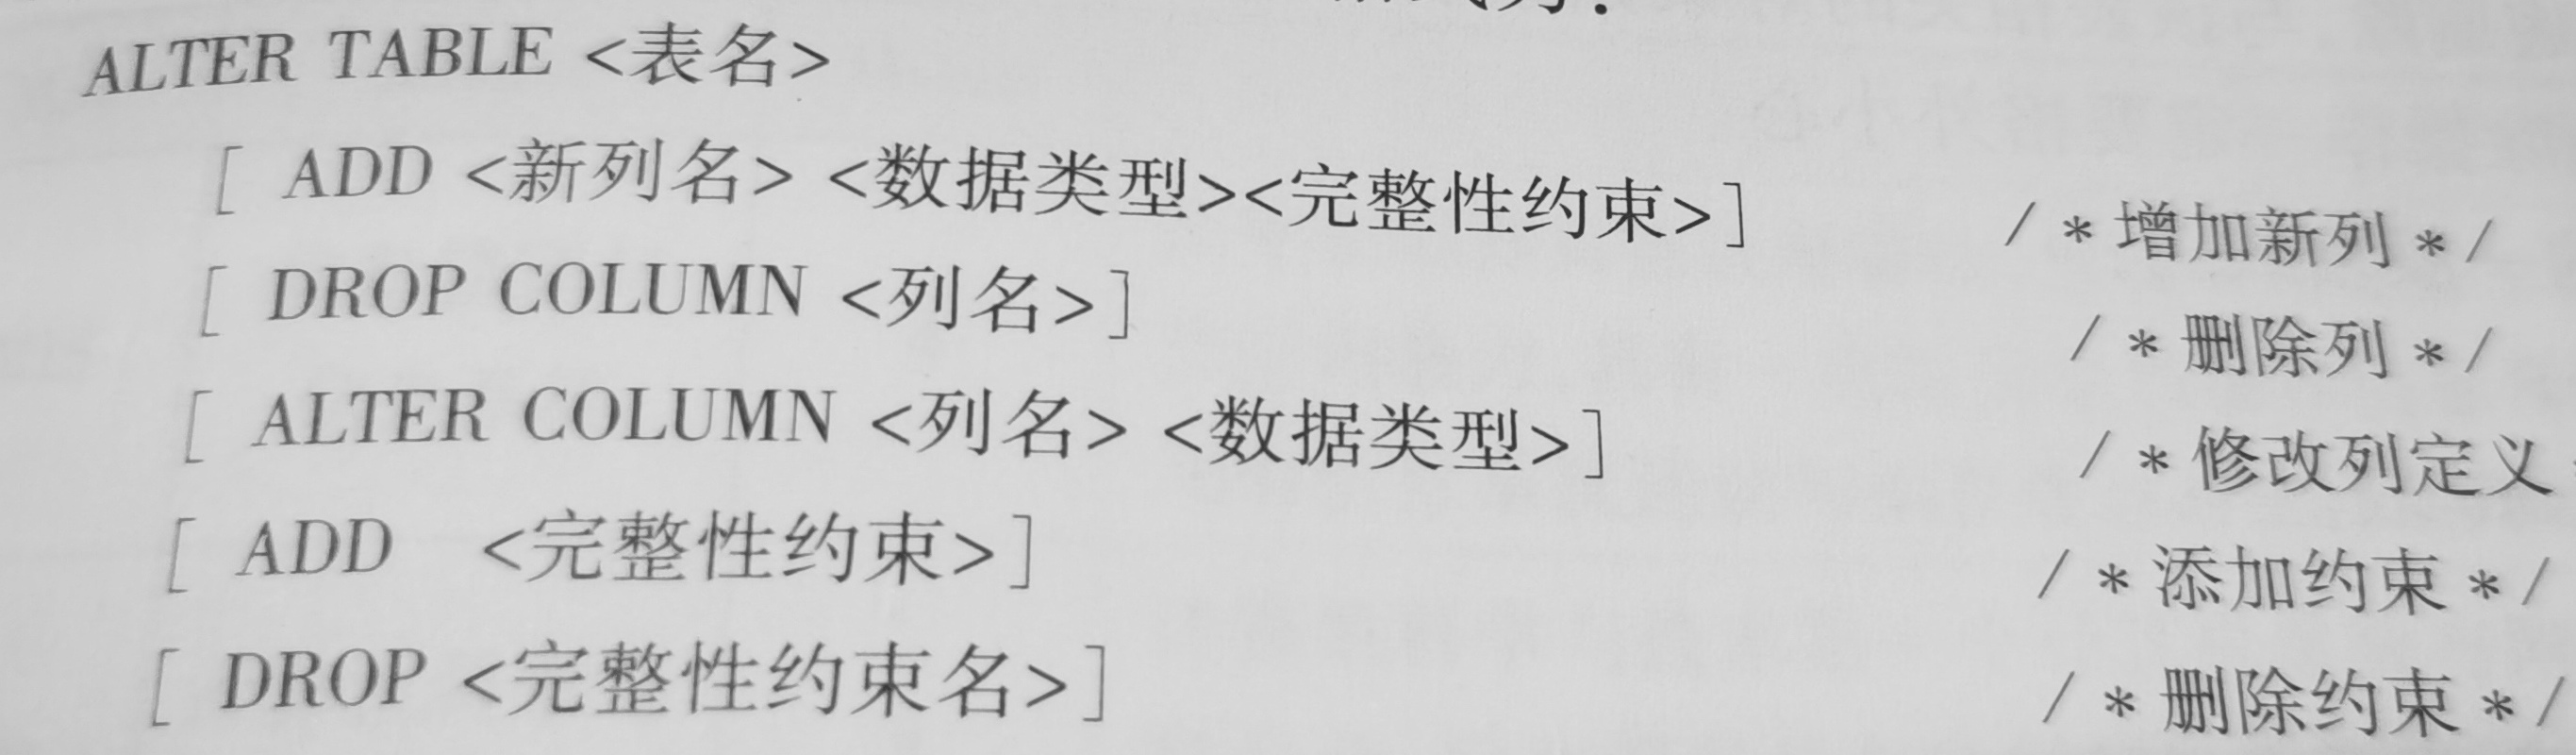 ALTER TABLE <表名>
[ ADD <新列名> <数据类型><完整性约束>] /*增加新列*/
[ DROP COLUMN <列名>] /*删除列*/
[ ALTER COLUMN <列名> <数据类型>] /*修改列定义
[ ADD <完整性约束>] /*添加约束*/
[ DROP <完整性约束名>] /*删除约束*/